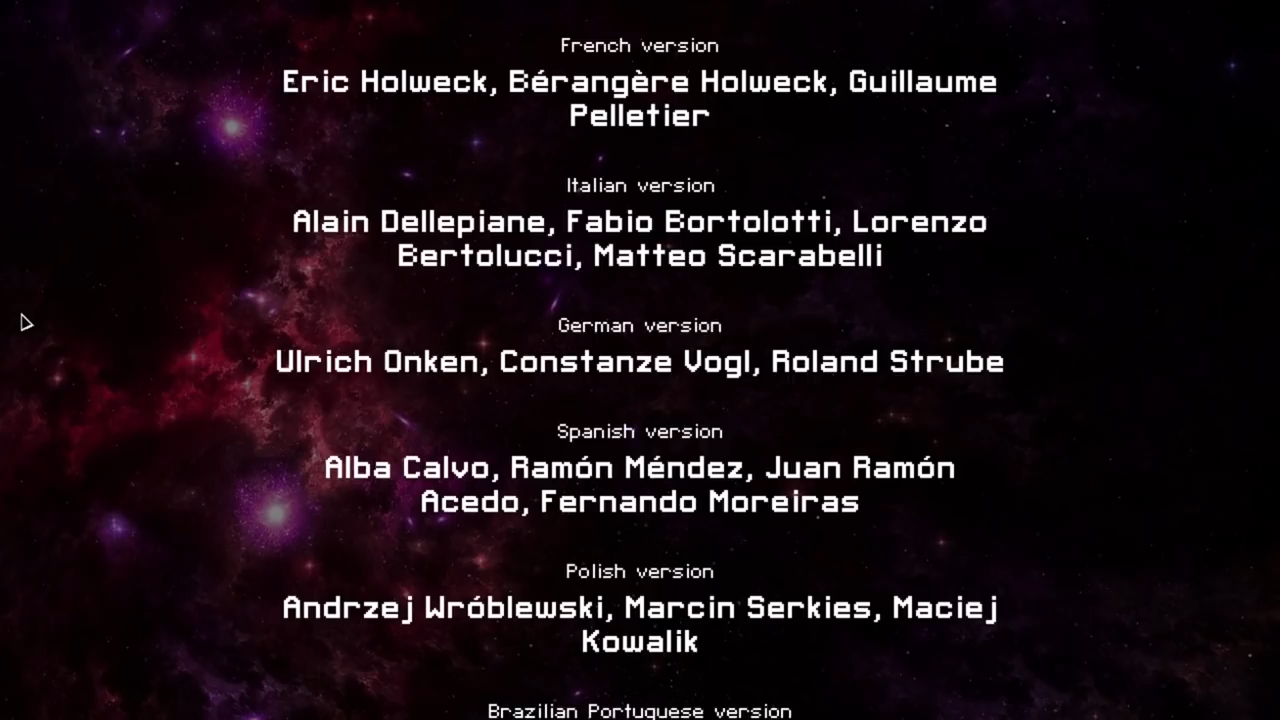 French version
Eric Holweck, Bérangère Holweck, Guillaume
Pelletier
Italian version
Alain Dellepiane, Fabio Bortolotti, Lorenzo
Bertolucci, Matteo Scarabelli
German version
Ulrich Onken, Constanze Vogl, Roland Strube
Spanish version
Alba Calvo, Ramón Méndez, Juan Ramón
Acedo, Fernando Moreiras
Polish version
Andrzej Wróblewski, Marcin Serkies, Maciej
Kowalik
Brazilian Portuguese version